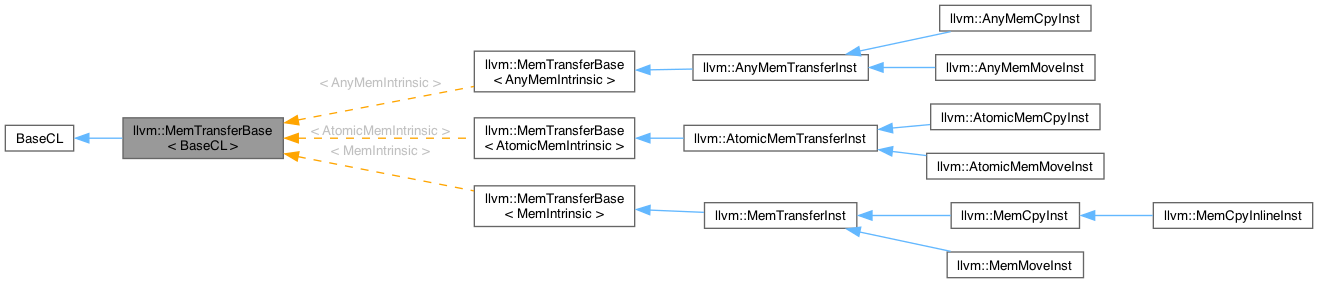 BaseCL
llvm::MemTransferBase
< BaseCL >
< AnyMemIntrinsic >
< AtomicMemIntrinsic >
< MemIntrinsic >
llvm::MemTransferBase
< AnyMemIntrinsic >
llvm::MemTransferBase
< AtomicMemIntrinsic >
llvm::MemTransferBase
< MemIntrinsic >
llvm::AnyMemTransferInst
llvm::AtomicMemTransferInst
llvm::MemTransferInst
llvm::AnyMemCpyInst
llvm::AnyMemMoveInst
llvm::AtomicMemCpyInst
llvm::AtomicMemMoveInst
llvm::MemCpyInst
llvm::MemMoveInst
llvm::MemCpyInlineInst